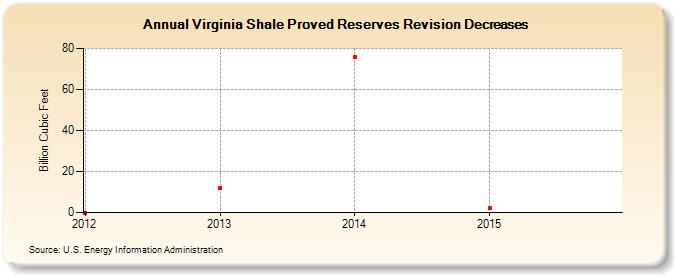 Annual Virginia Shale Proved Reserves Revision Decreases
Billion Cubic Feet
80
60
40
20
0
2012 2013 2014 2015
Source: U.S. Energy Information Administration